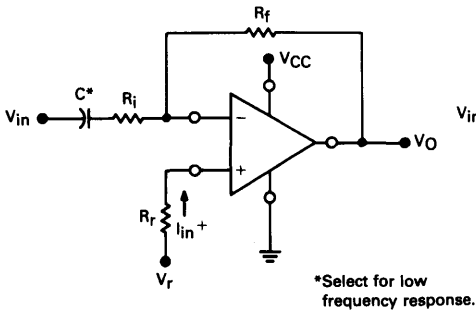 Rf
VCC
C*
Ri
Vin
−
VO
+
Rr
Iin+
Vr
Vin
*Select for low
frequency response.